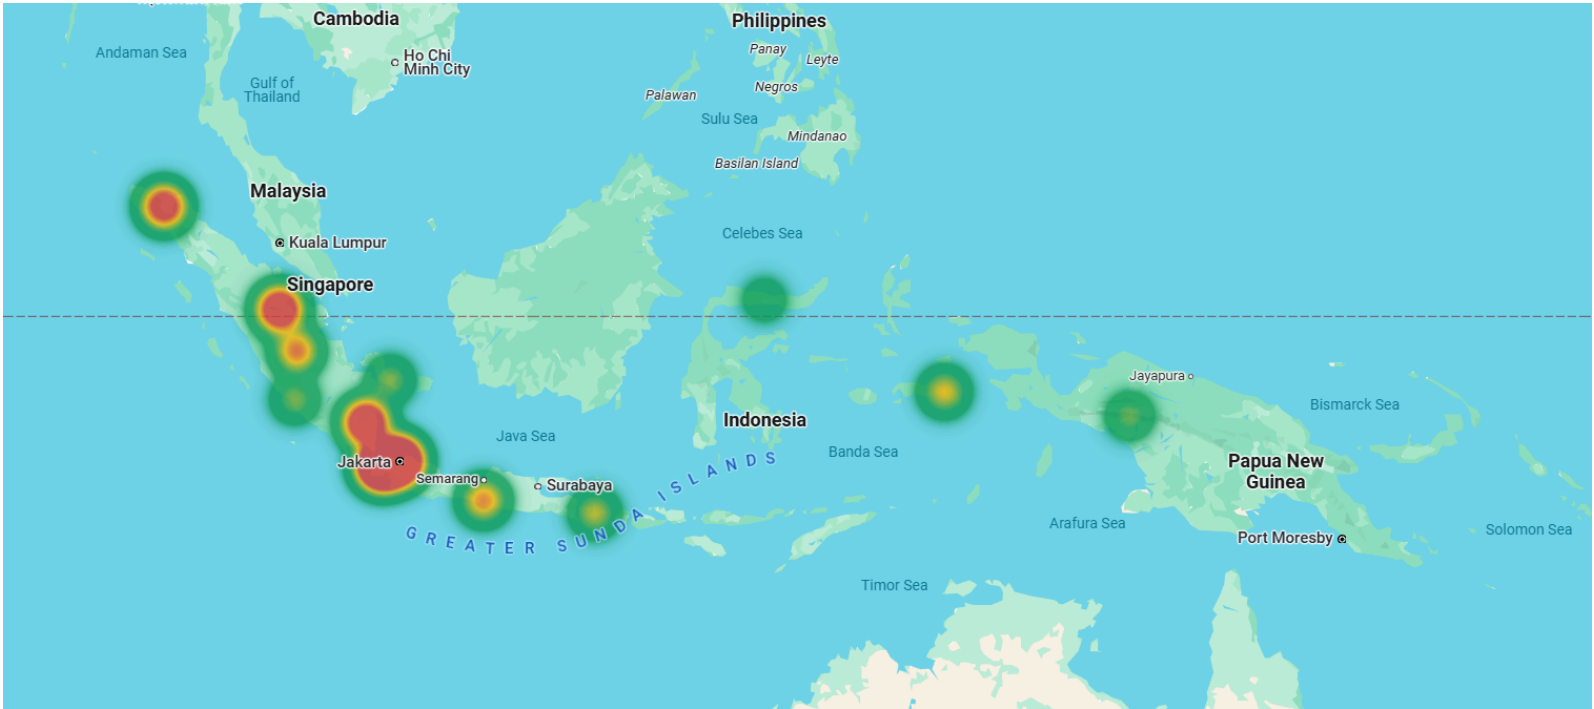 Cambodia
Philippines
Andaman Sea
Ho Chi
Minh City
Panay
Leyte
Gulf of
Thailand
Palawan
Negros
Sulu Sea
Mindanao
Basilan Island
Malaysia
Kuala Lumpur
Celebes Sea
Singapore
Jayapura
Indonesia
Bismarck Sea
Java Sea
Banda Sea
Jakarta
Papua New
Guinea
Semarang
Surabaya
GREATER SUNDA ISLANDS
Arafura Sea
Port Moresby
Solomon Sea
Timor Sea